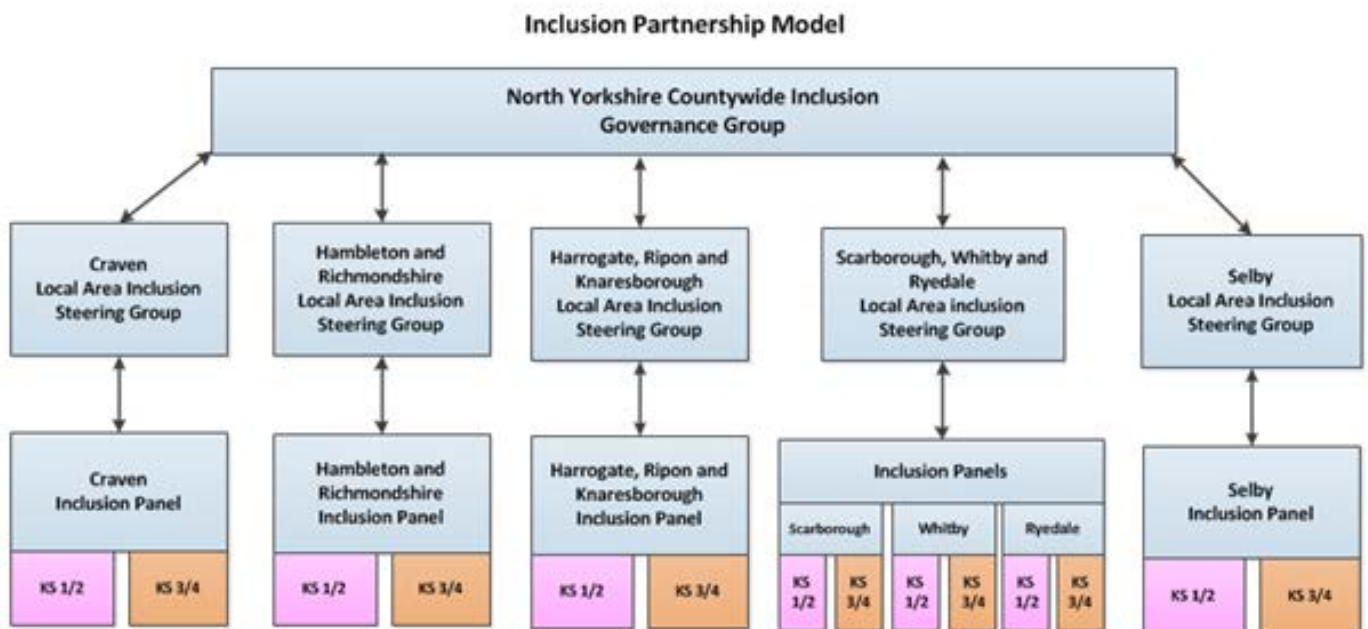 Inclusion Partnership Model
North Yorkshire Countywide Inclusion
Governance Group
Craven
Local Area Inclusion
Steering Group
Hambleton and
Richmondshire
Local Area Inclusion
Steering Group
Harrogate, Ripon and
Knaresborough
Local Area Inclusion
Steering Group
Scarborough, Whitby and
Ryedale
Local Area inclusion
Steering Group
Selby
Local Area Inclusion
Steering Group
Craven
Inclusion Panel
KS 1/2
KS 3/4
Hambleton and
Richmondshire
Inclusion Panel
KS 1/2
KS 3/4
Harrogate, Ripon and
Knaresborough
Inclusion Panel
KS 1/2
KS 3/4
Inclusion Panels
Scarborough
KS
1/2
KS
3/4
Whitby
KS
1/2
KS
3/4
Ryedale
KS
1/2
KS
3/4
Selby
Inclusion Panel
KS 1/2
KS 3/4